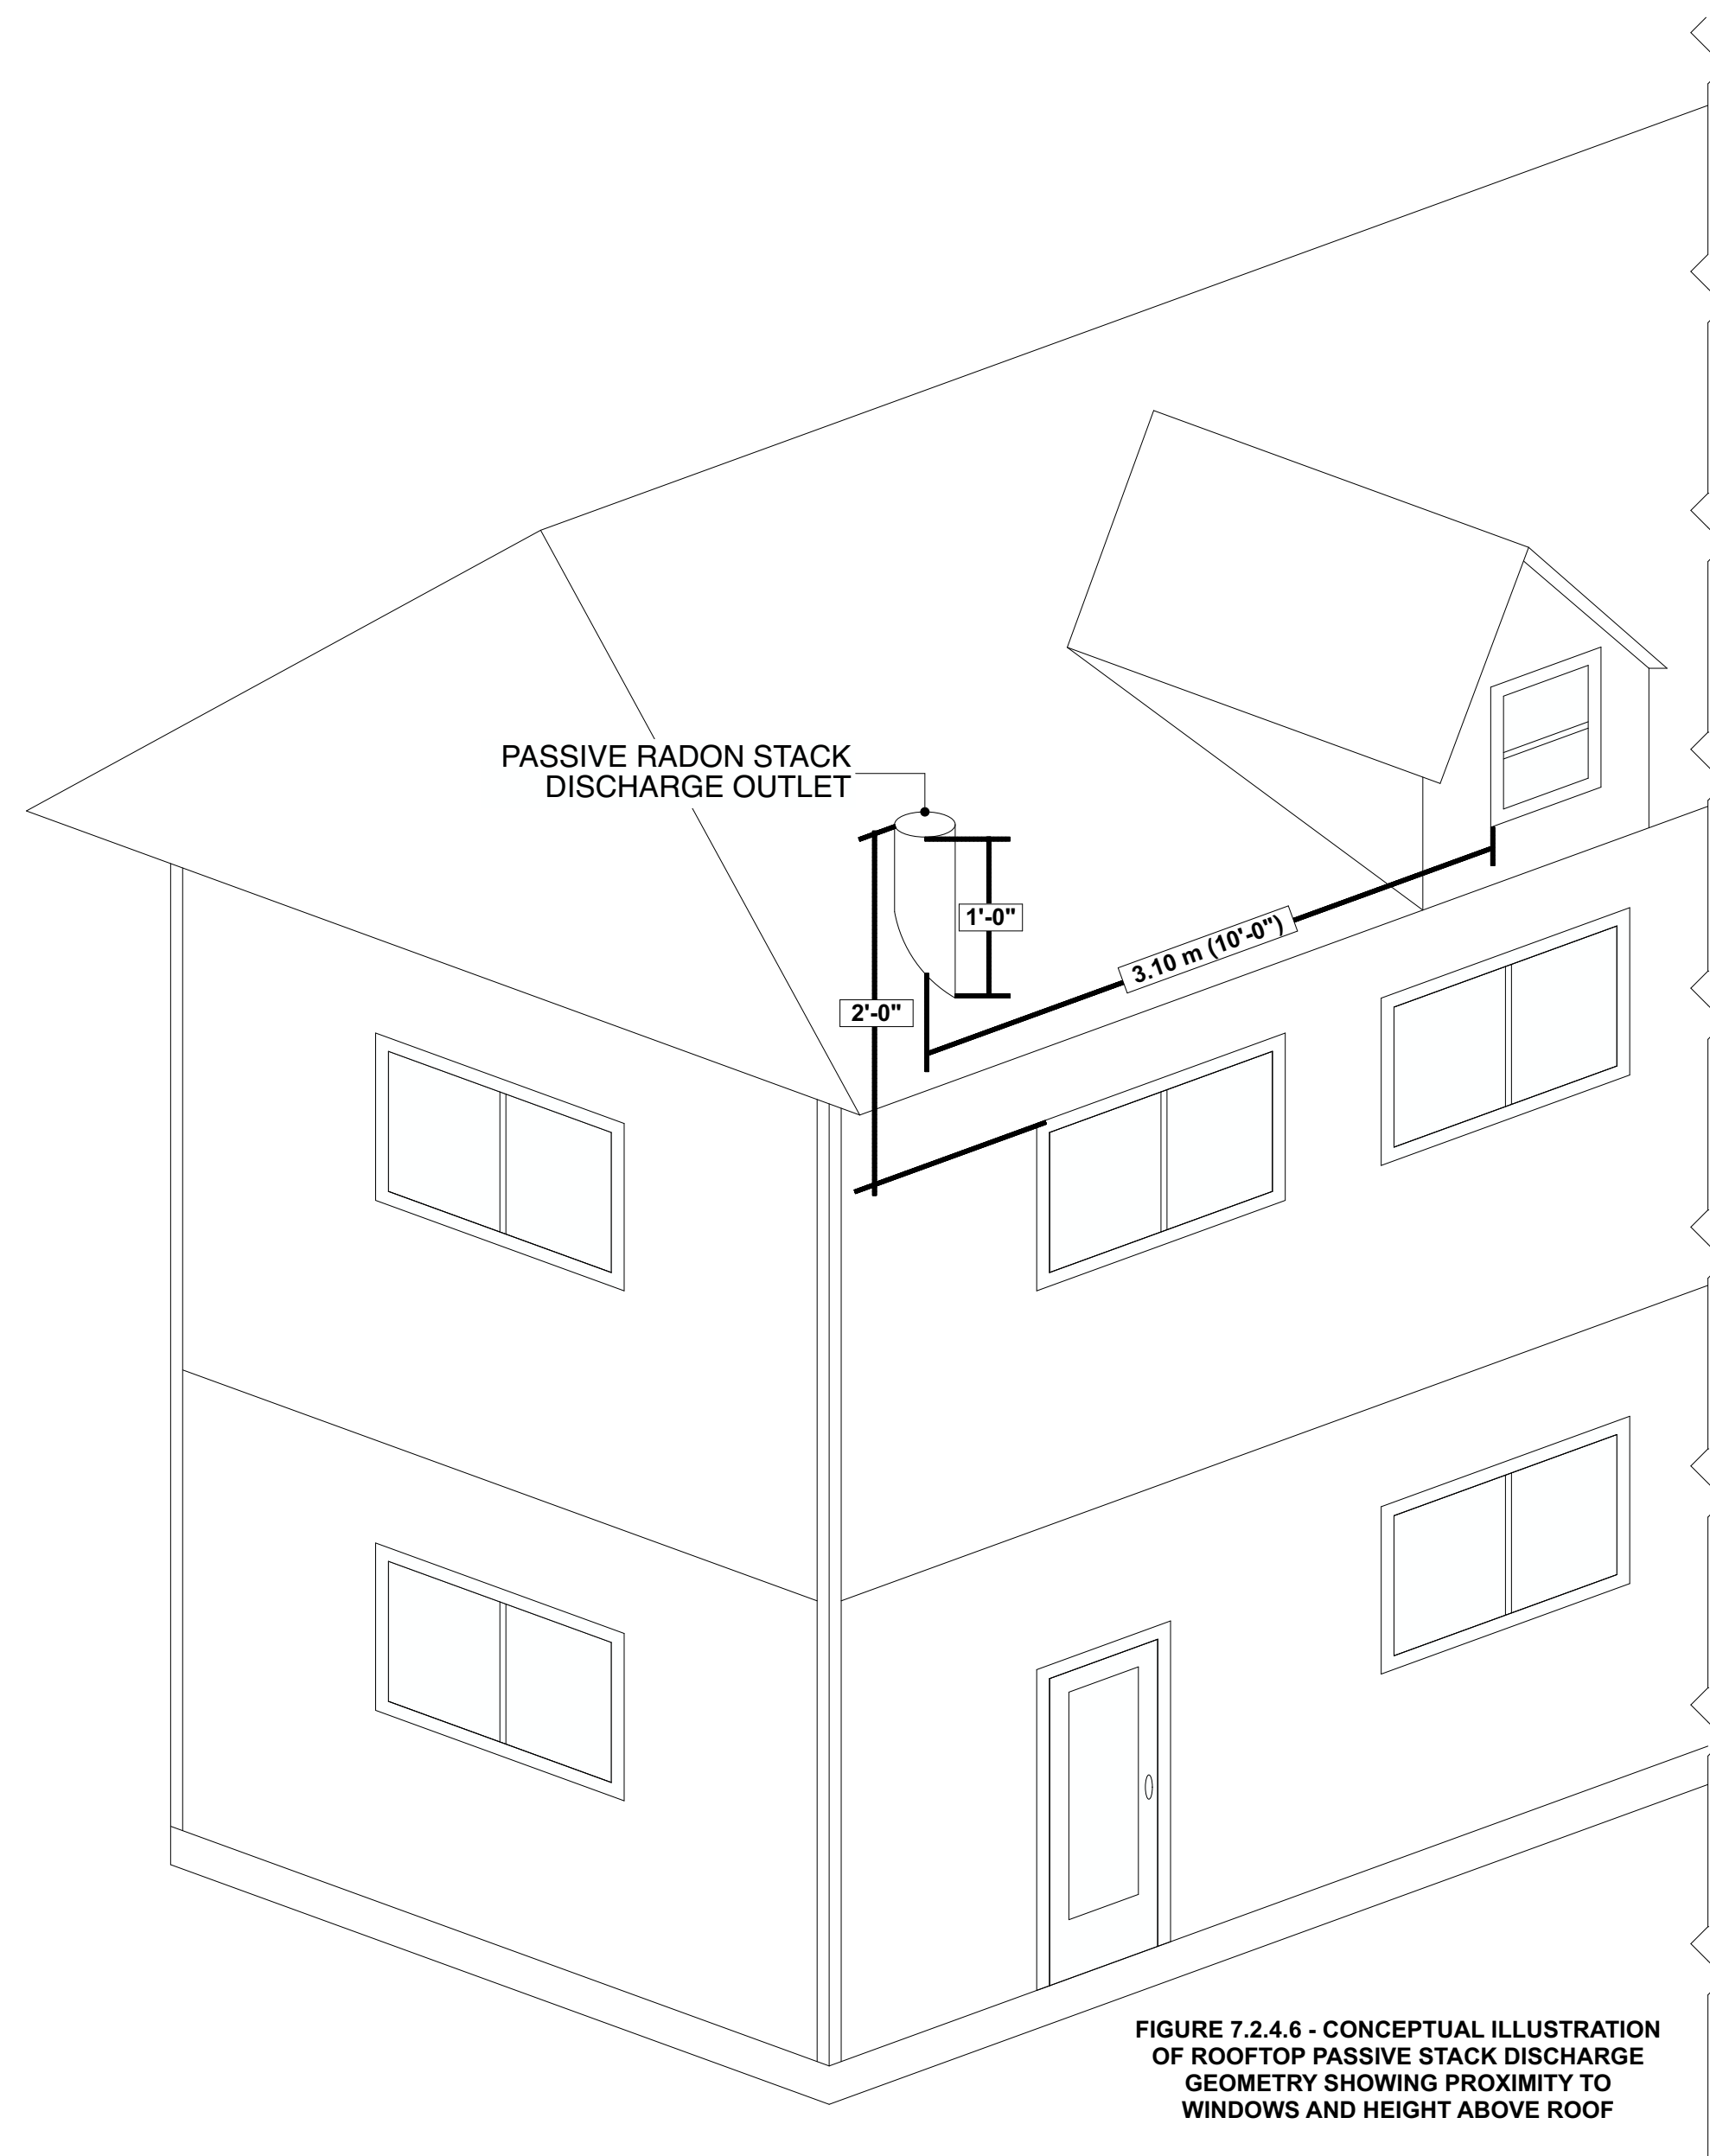 PASSIVE RADON STACK
DISCHARGE OUTLET
1'-0"
3.10 m (10'-0")
2'-0"
FIGURE 7.2.4.6 - CONCEPTUAL ILLUSTRATION
OF ROOFTOP PASSIVE STACK DISCHARGE
GEOMETRY SHOWING PROXIMITY TO
WINDOWS AND HEIGHT ABOVE ROOF